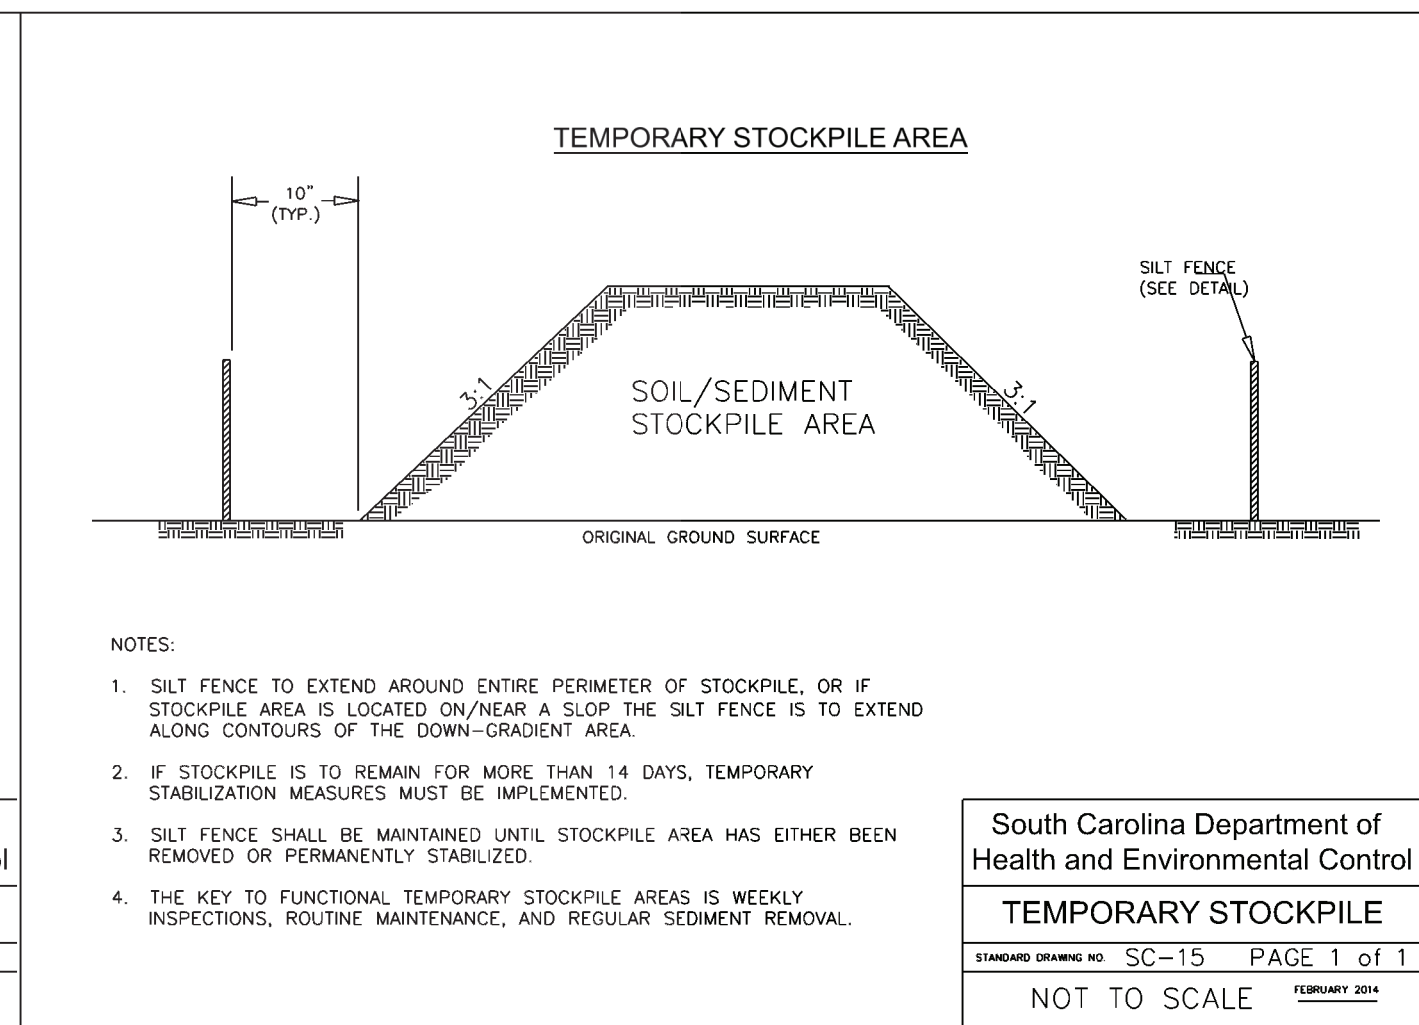 TEMPORARY STOCKPILE AREA
10"
(TYP.)
SILT FENCE
(SEE DETAIL)
3:1
3:1
SOIL/SEDIMENT
STOCKPILE AREA
ORIGINAL GROUND SURFACE
NOTES:
1. SILT FENCE TO EXTEND AROUND ENTIRE PERIMETER OF STOCKPILE, OR IF
STOCKPILE AREA IS LOCATED ON/NEAR A SLOP THE SILT FENCE IS TO EXTEND
ALONG CONTOURS OF THE DOWN-GRADIENT AREA.
2. IF STOCKPILE IS TO REMAIN FOR MORE THAN 14 DAYS, TEMPORARY
STABILIZATION MEASURES MUST BE IMPLEMENTED.
3. SILT FENCE SHALL BE MAINTAINED UNTIL STOCKPILE AREA HAS EITHER BEEN
REMOVED OR PERMANENTLY STABILIZED.
4. THE KEY TO FUNCTIONAL TEMPORARY STOCKPILE AREAS IS WEEKLY
INSPECTIONS, ROUTINE MAINTENANCE, AND REGULAR SEDIMENT REMOVAL.
South Carolina Department of
Health and Environmental Control
TEMPORARY STOCKPILE
STANDARD DRAWING NO. SC-15 PAGE 1 of 1
NOT TO SCALE FEBRUARY 2014